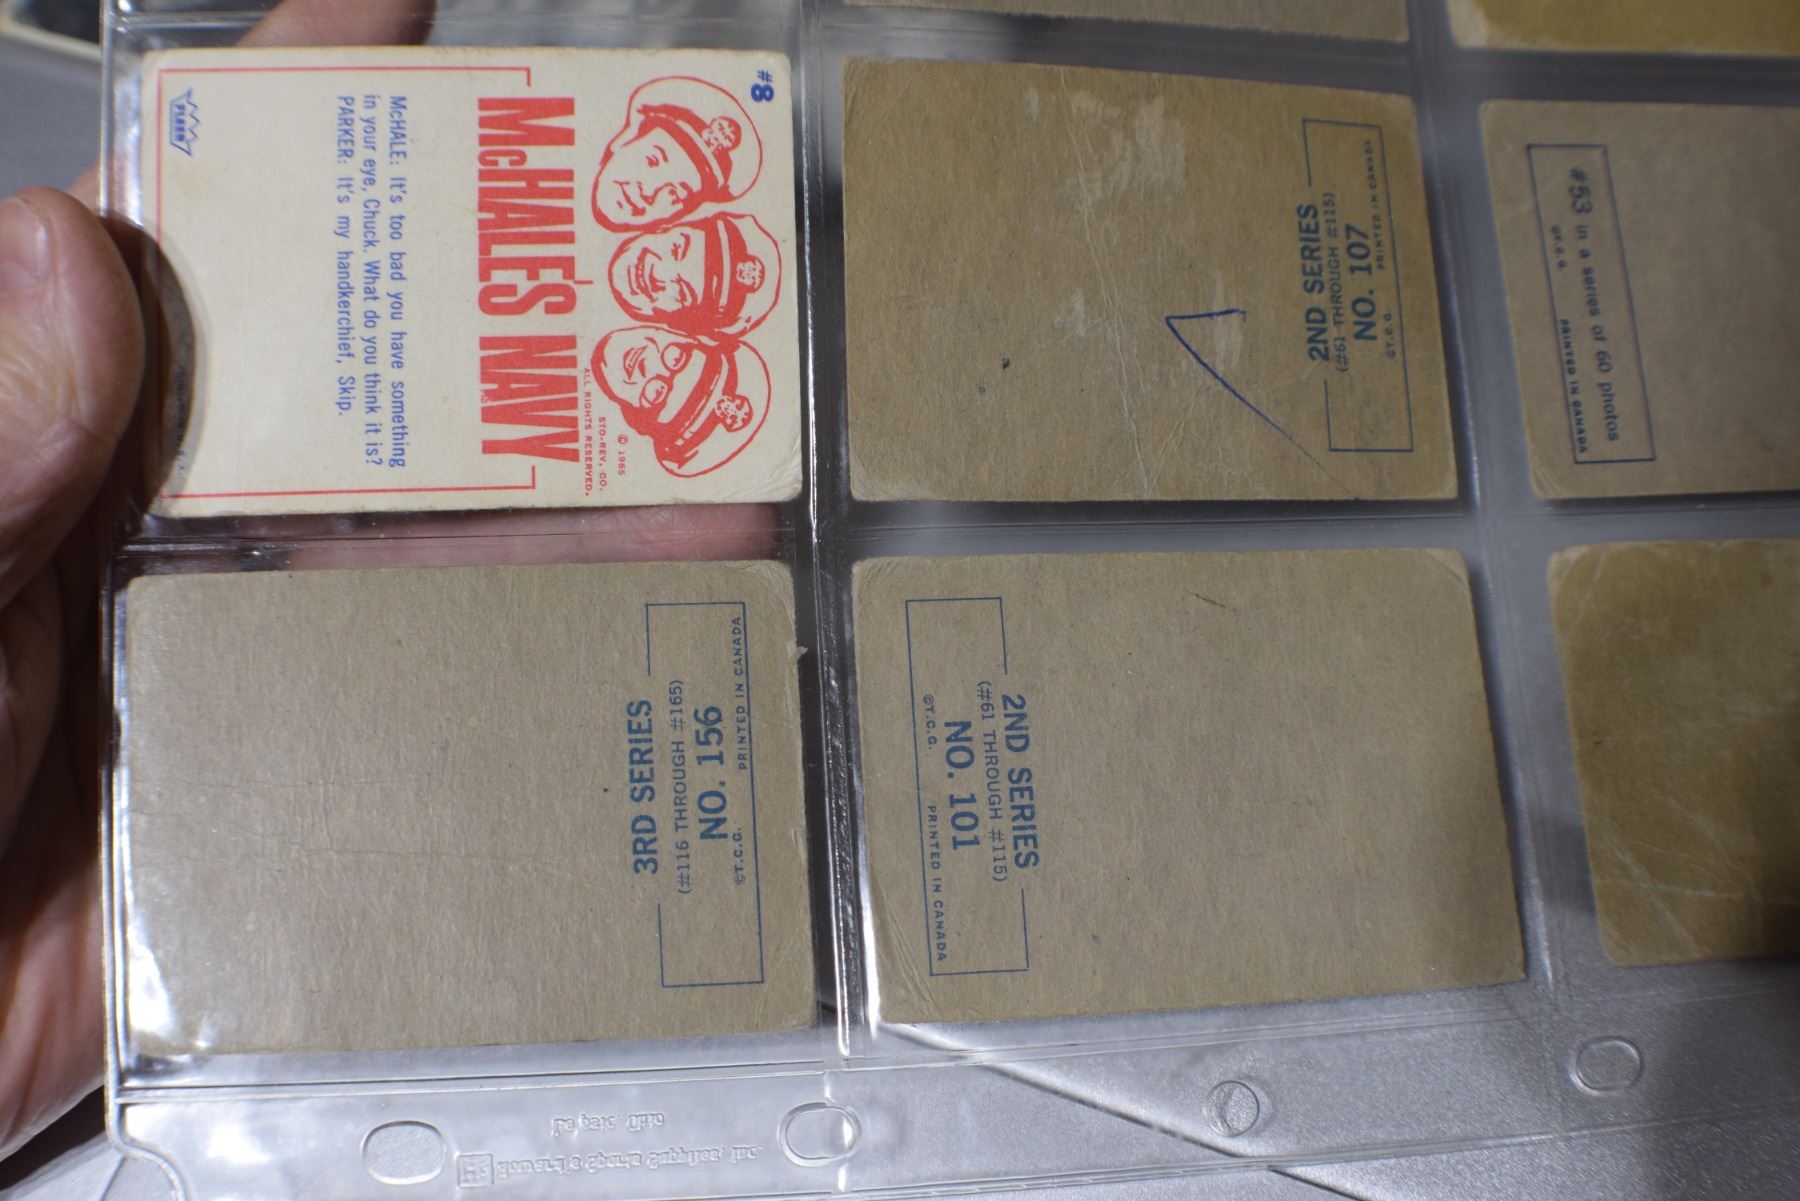 #8
© 1965
STO-REV. CO.
ALL RIGHTS RESERVED.
McHALE'S NAVY
McHALE: It's too bad you have something
in your eye, Chuck. What do you think it is?
PARKER: It's my handkerchief, Skip.
FLEER
2ND SERIES
(#61 THROUGH #115)
NO. 107
©T.C.G. PRINTED IN CANADA
#53 in a series of 60 photos
©T.C.G. PRINTED IN CANADA
3RD SERIES
(#116 THROUGH #165)
NO. 156
©T.C.G. PRINTED IN CANADA
2ND SERIES
(#61 THROUGH #115)
NO. 101
©T.C.G. PRINTED IN CANADA